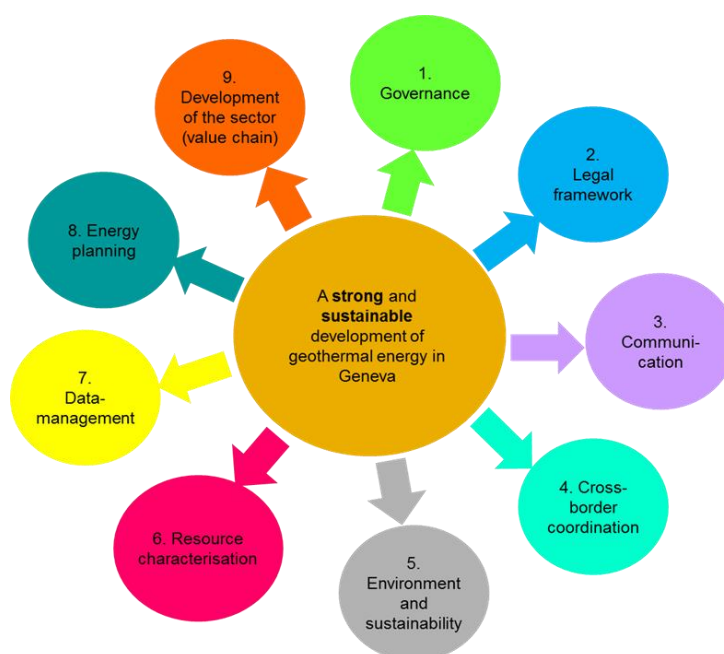 1.
Governance
2.
Legal
framework
3.
Communi-
cation
4. Cross-
border
coordination
5.
Environment
and
sustainability
6. Resource
characterisation
7.
Data-
management
8. Energy
planning
9.
Development
of the sector
(value chain)
A strong and
sustainable
development of
geothermal energy in
Geneva